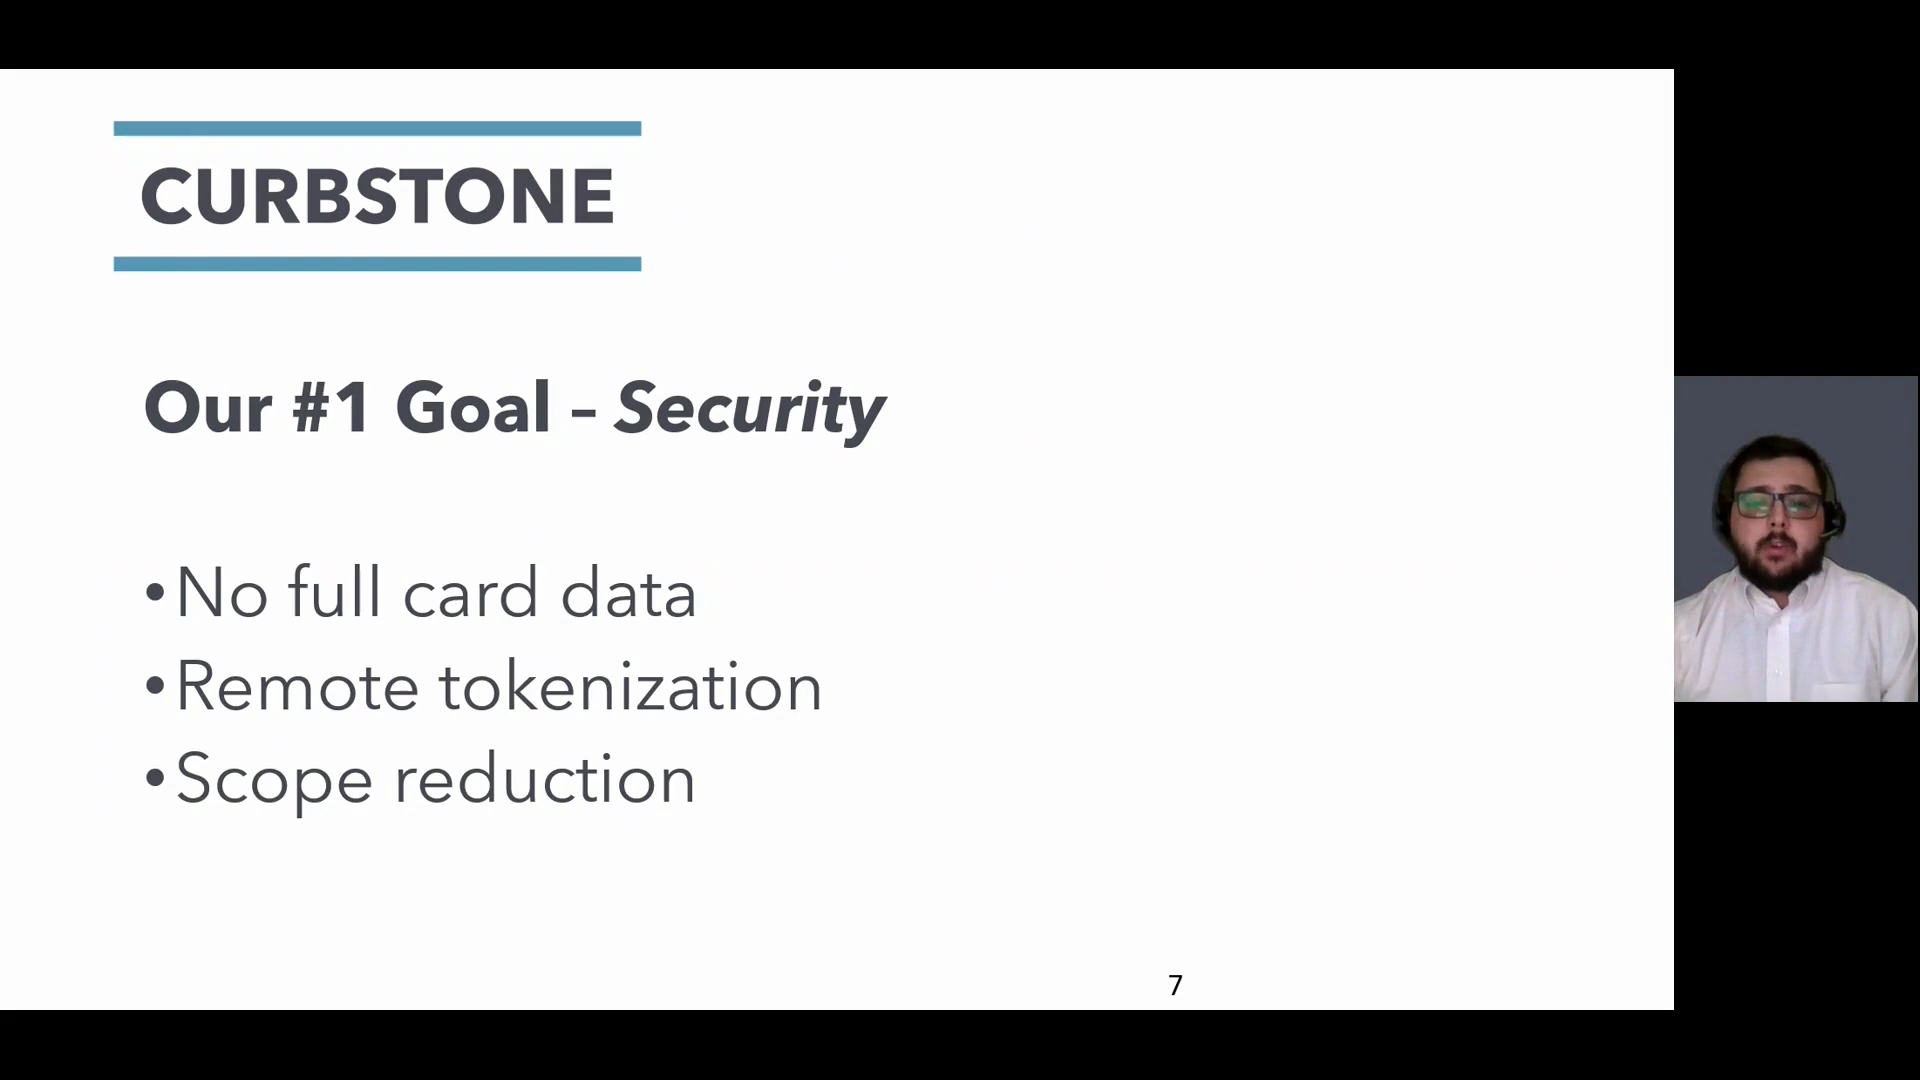 CURBSTONE
Our #1 Goal – Security
•No full card data
•Remote tokenization
•Scope reduction
7